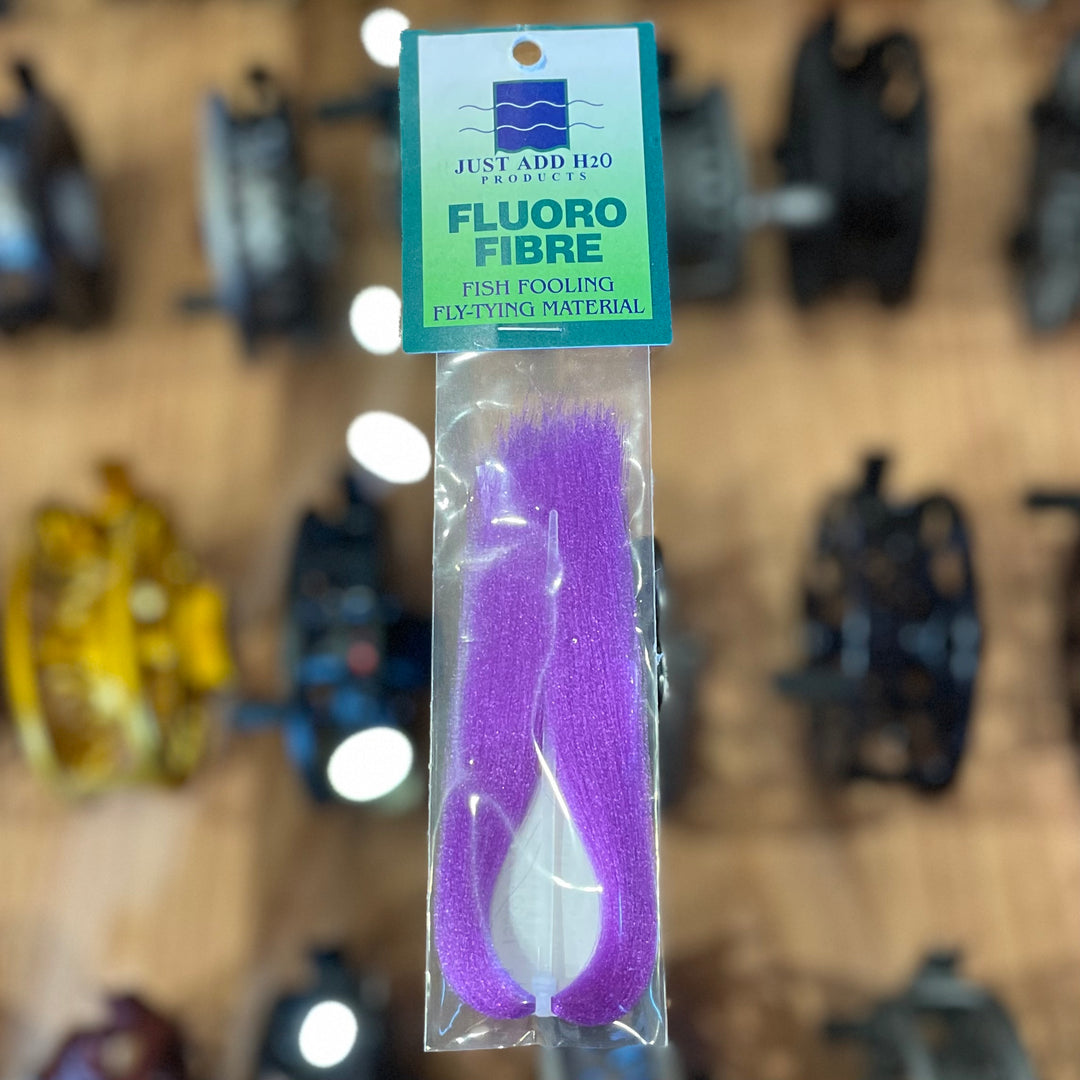 JUST ADD H2O
PRODUCTS
FLUORO
FIBRE
FISH FOOLING
FLY-TYING MATERIAL